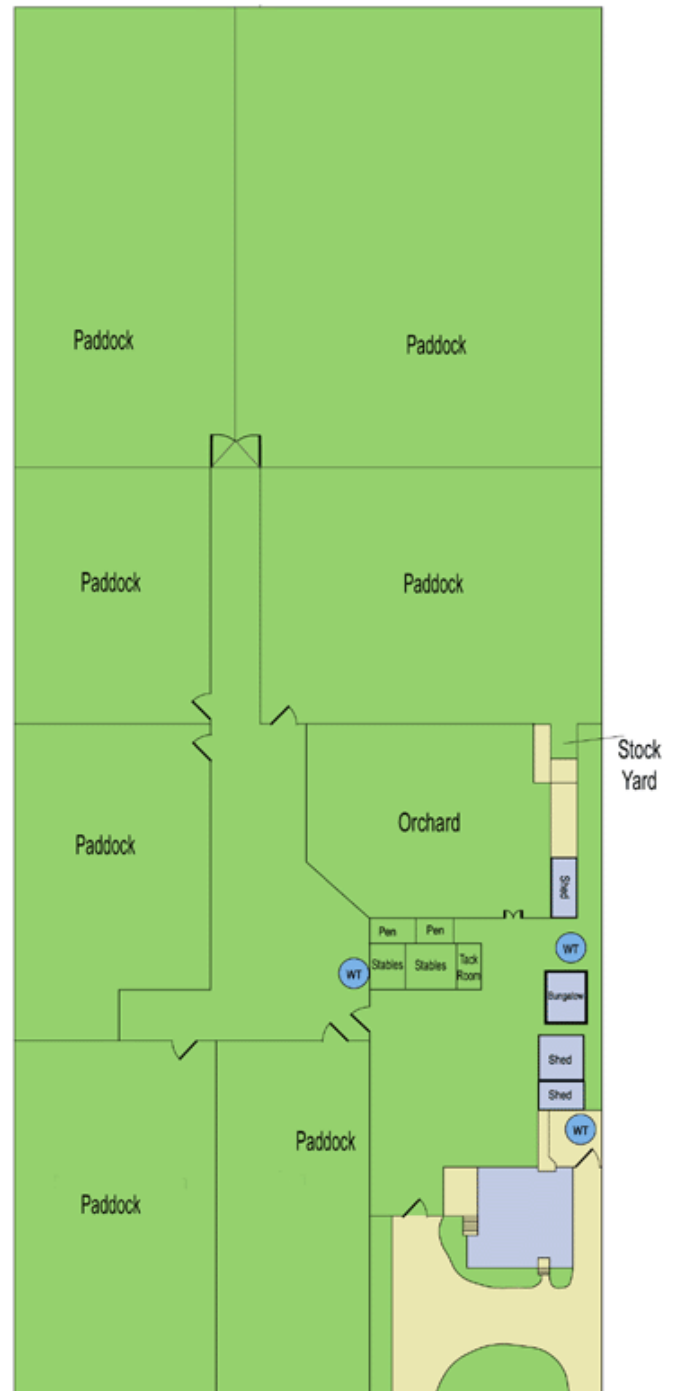 Paddock
Paddock
Paddock
Paddock
Stock
Yard
Orchard
Paddock
Shed
Pen
Pen
WT
Stables
Stables
Tack
Room
WT
Bungalow
Shed
Shed
WT
Paddock
Paddock